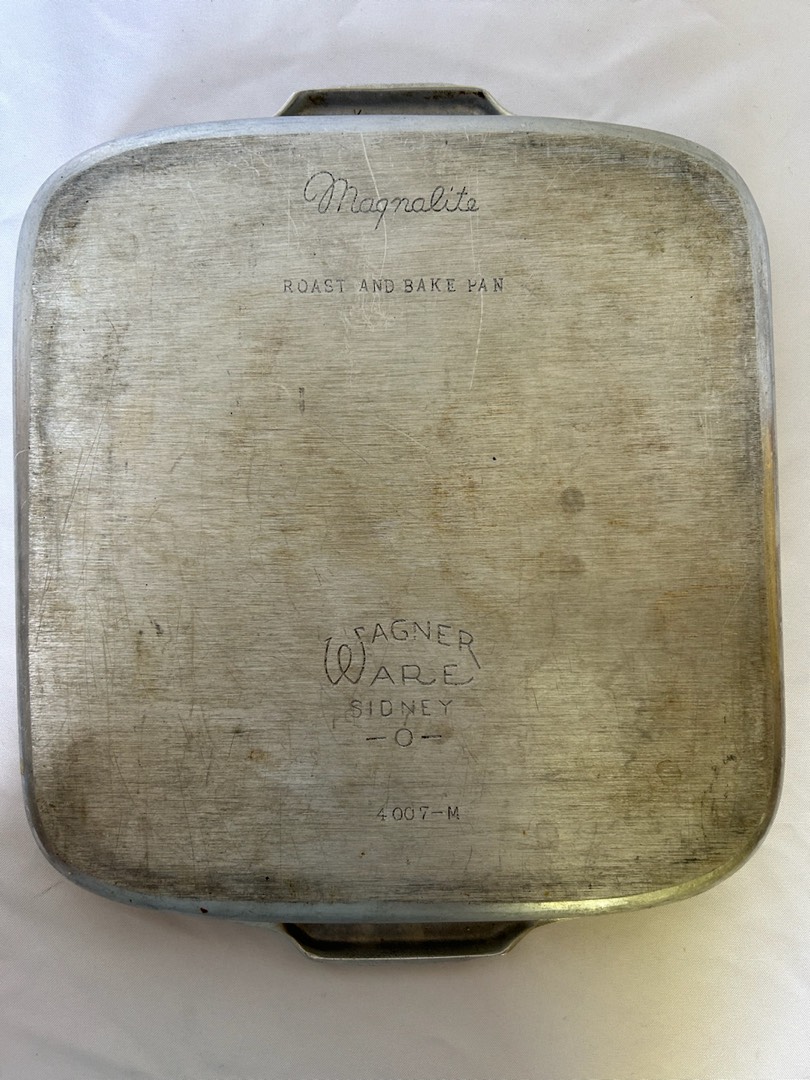 Magnalite
ROAST AND BAKE PAN
WAGNER
WARE
SIDNEY
-O-
4007-M